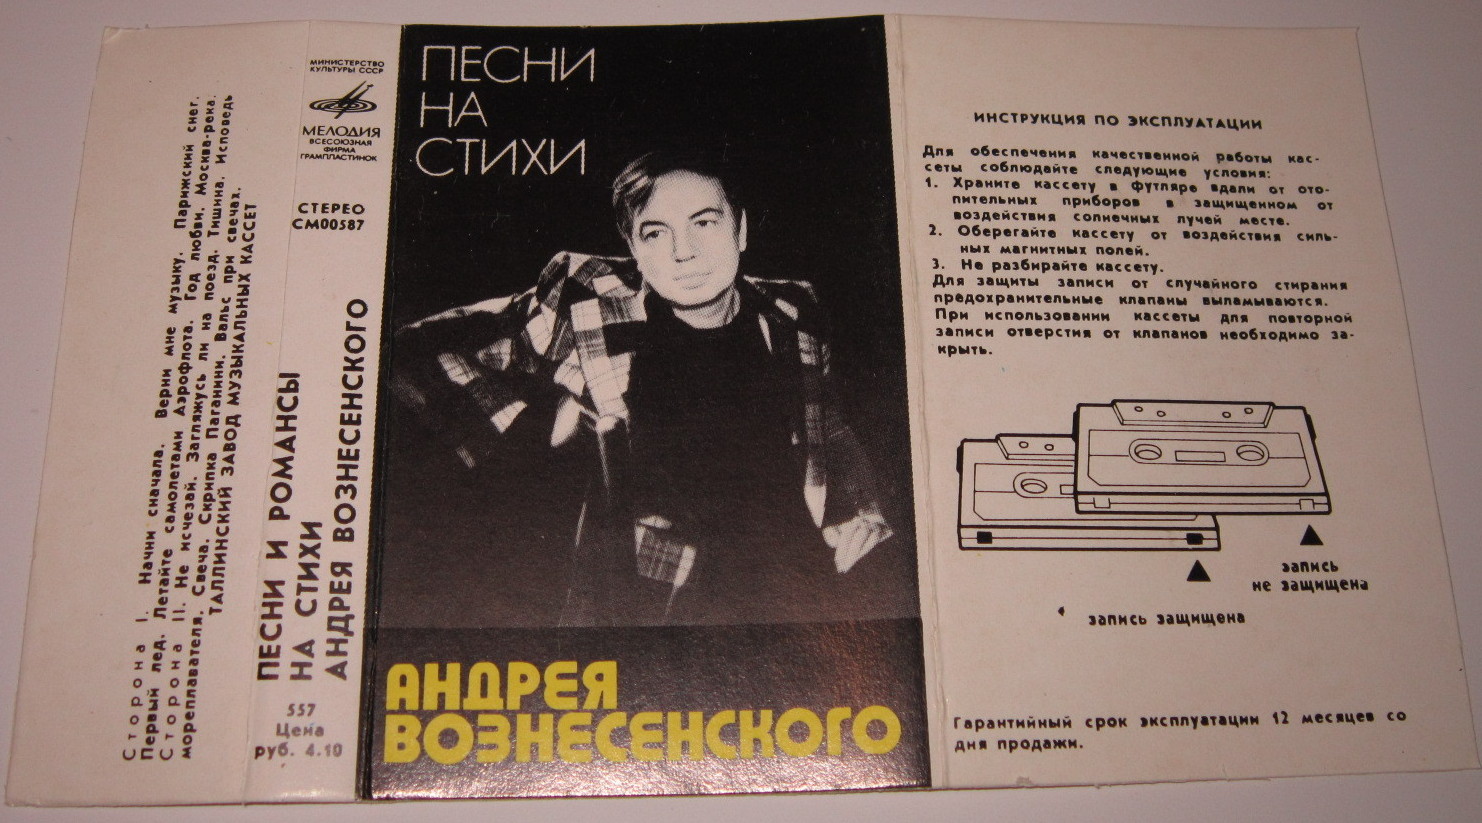 Сторона I. Начни сначала. Верни мне музыку. Парижский снег.
Первый лед. Летайте самолетами Аэрофлота. Год любви. Москва-река.
Сторона II. Не исчезай. Загляжусь ли на поезд. Тишина. Исповедь
мореплавателя. Свеча. Скрипка Паганини. Вальс при свечах.
ТАЛЛИНСКИЙ ЗАВОД МУЗЫКАЛЬНЫХ КАССЕТ
МИНИСТЕРСТВО
КУЛЬТУРЫ СССР
МЕЛОДИЯ
ВСЕСОЮЗНАЯ
ФИРМА
ГРАМПЛАСТИНОК
СТЕРЕО
СМ00587
ПЕСНИ И РОМАНСЫ
НА СТИХИ
АНДРЕЯ ВОЗНЕСЕНСКОГО
557
Цена
руб. 4.10
ПЕСНИ
НА
СТИХИ
АНДРЕЯ
ВОЗНЕСЕНСКОГО
ИНСТРУКЦИЯ ПО ЭКСПЛУАТАЦИИ
Для обеспечения качественной работы кас-
сеты соблюдайте следующие условия:
1. Храните кассету в футляре вдали от ото-
пительных приборов в защищенном от
воздействия солнечных лучей месте.
2. Оберегайте кассету от воздействия силь-
ных магнитных полей.
3. Не разбирайте кассету.
Для защиты записи от случайного стирания
предохранительные клапаны выламываются.
При использовании кассеты для повторной
записи отверстия от клапанов необходимо за-
крыть.
запись
не защищена
запись защищена
Гарантийный срок эксплуатации 12 месяцев со
дня продажи.